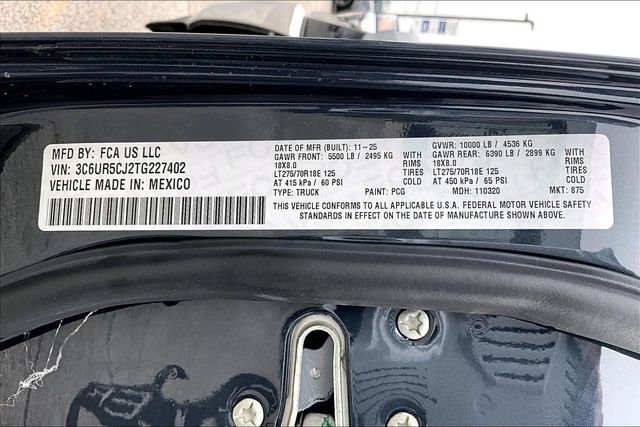 MFD BY: FCA US LLC
VIN: 3C6UR5CJ2TG227402
VEHICLE MADE IN: MEXICO
DATE OF MFR (BUILT): 11-25 GVWR: 10000 LB / 4536 KG
GAWR FRONT: 5500 LB / 2495 KG WITH GAWR REAR: 6390 LB / 2899 KG WITH
18X8.0 RIMS 18X8.0 RIMS
LT275/70R18E 125 TIRES LT275/70R18E 125 TIRES
AT 415 kPa / 60 PSI COLD AT 450 kPa / 65 PSI COLD
TYPE: TRUCK PAINT: PCG MDH: 110320 MKT: 875
THIS VEHICLE CONFORMS TO ALL APPLICABLE U.S.A. FEDERAL MOTOR VEHICLE SAFETY
STANDARDS IN EFFECT ON THE DATE OF MANUFACTURE SHOWN ABOVE.